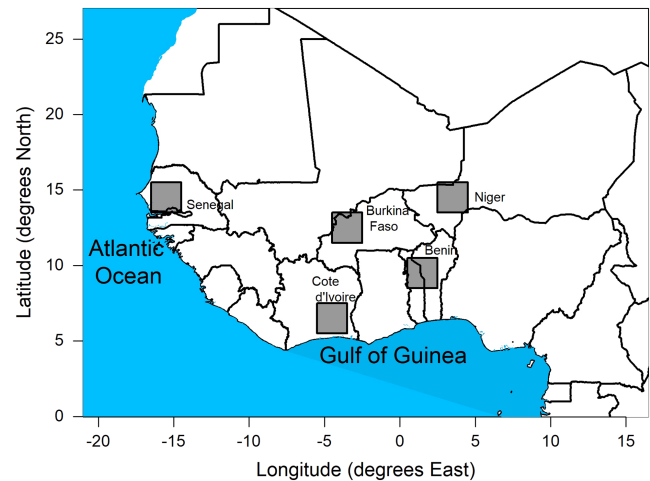 25
20
15
10
5
0
Latitude (degrees North)
Senegal
Niger
Burkina
Faso
Benin
Atlantic
Ocean
Cote
d'Ivoire
Gulf of Guinea
-20
-15
-10
-5
0
5
10
15
Longitude (degrees East)